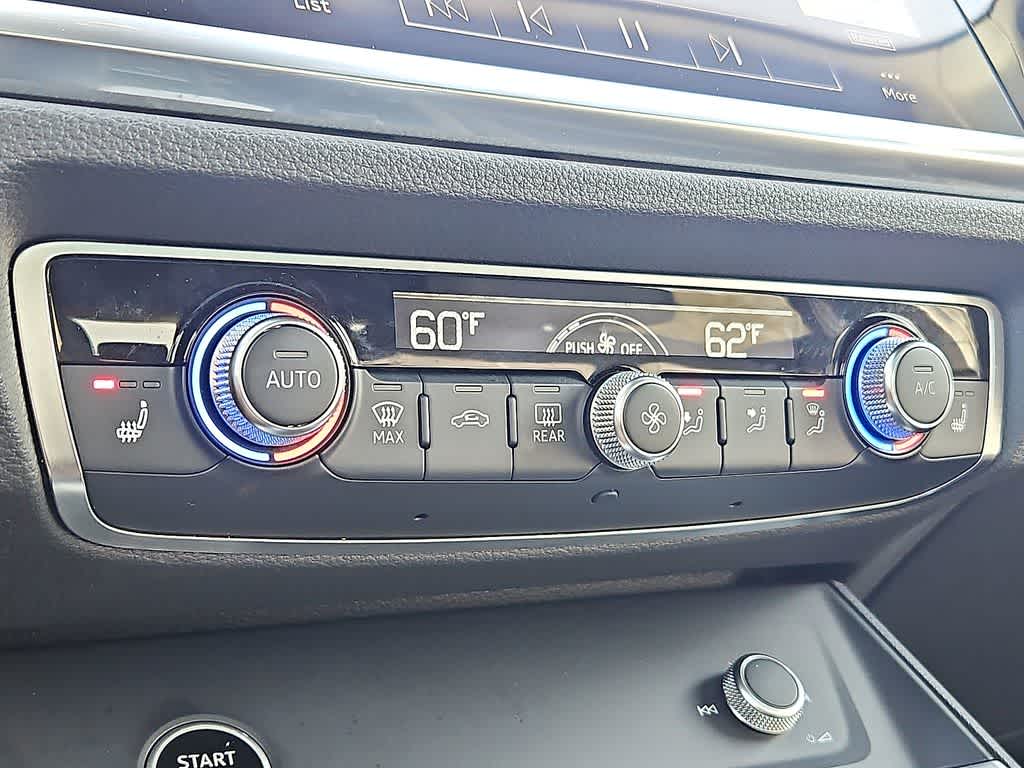 List
More
60°F
PUSH OFF
62°F
AUTO
A/C
MAX
REAR
START